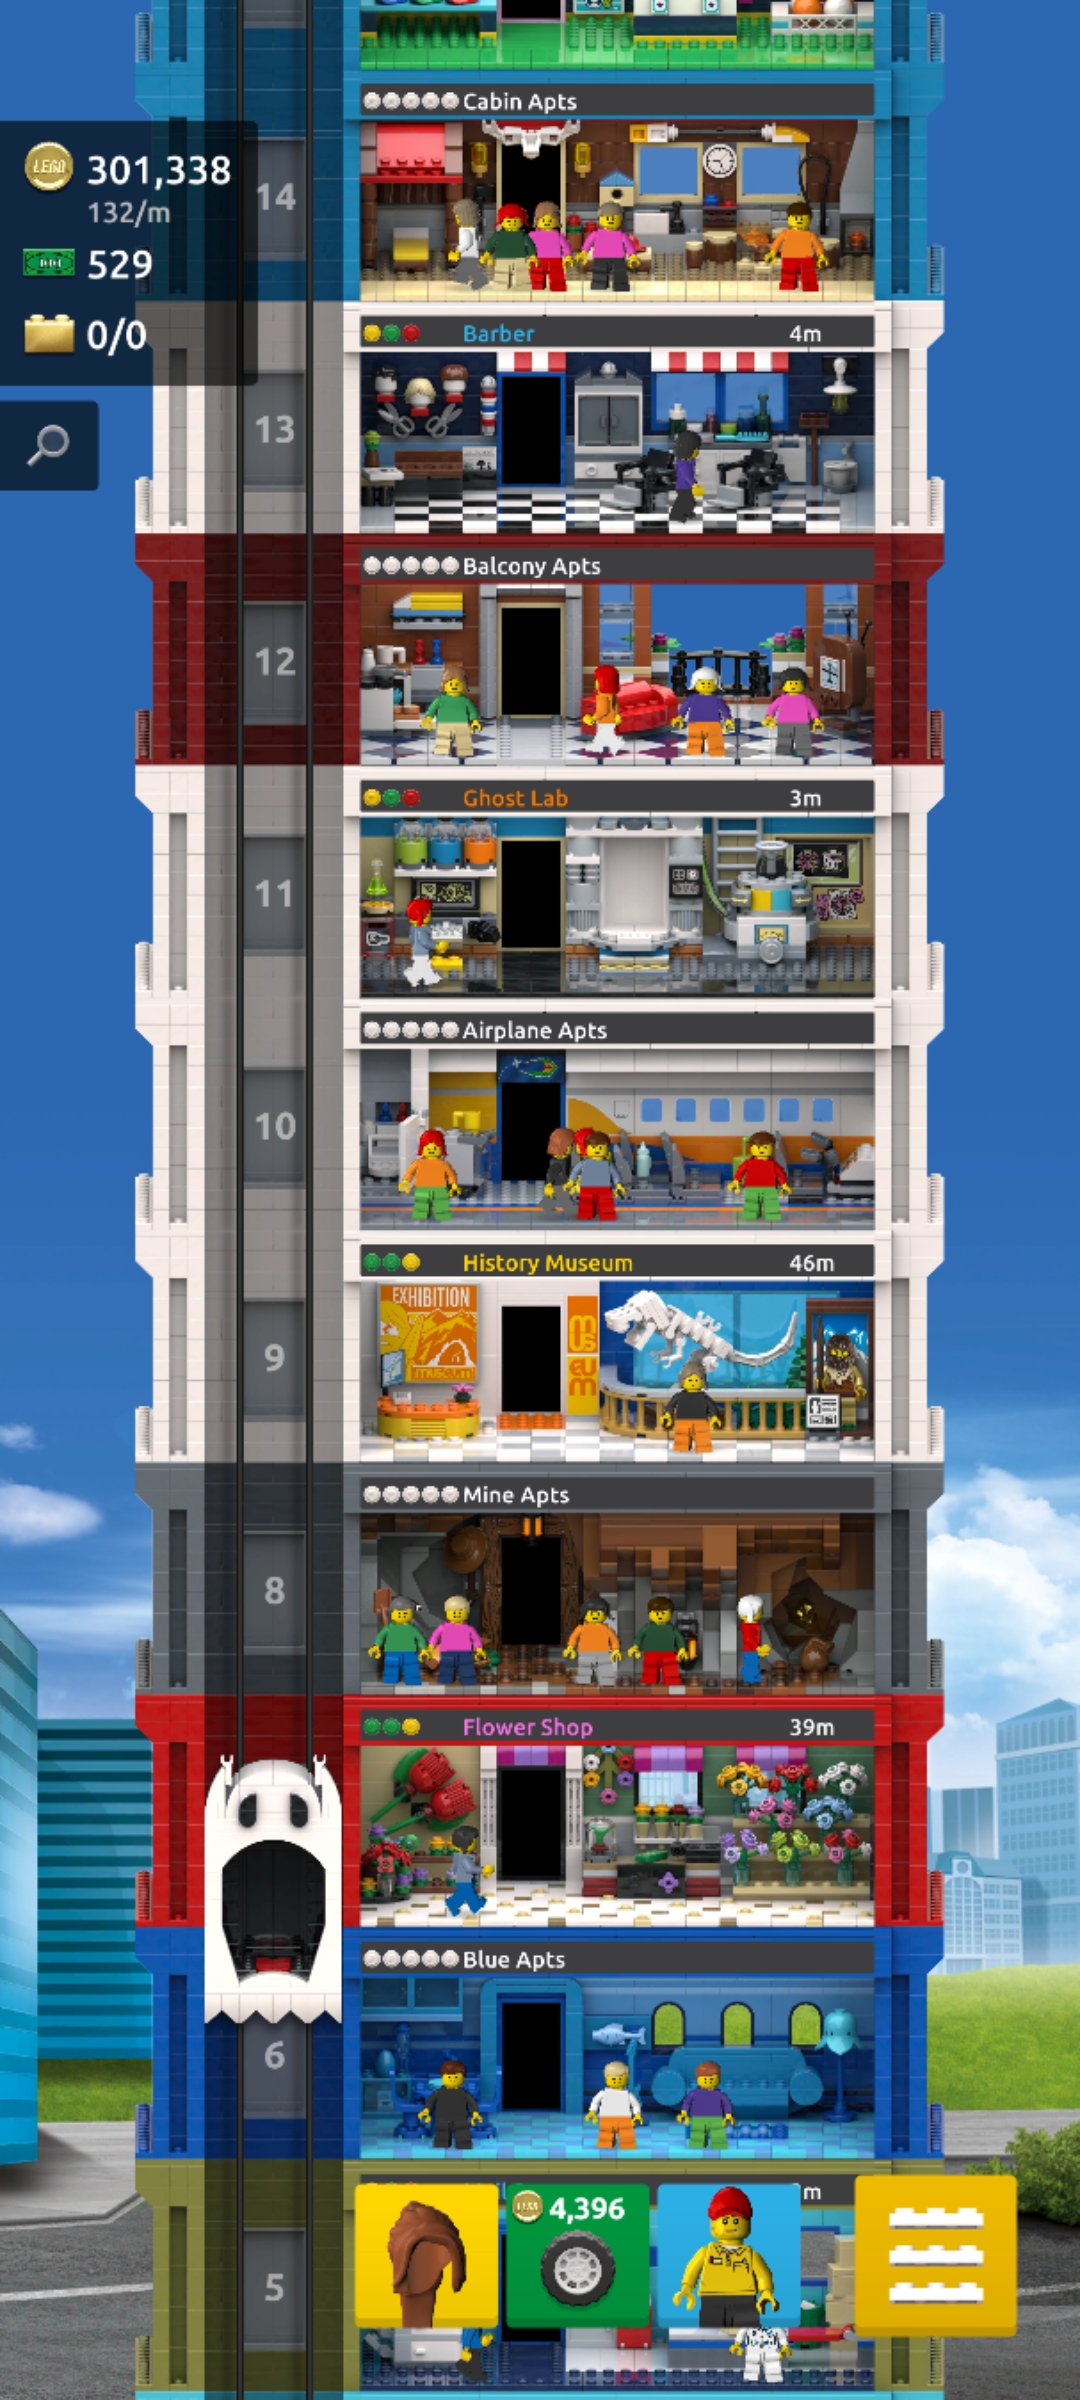 Cabin Apts
LEGO 301,338
132/m
14
529
0/0
Barber 4m
13
Balcony Apts
12
Ghost Lab 3m
11
Airplane Apts
10
History Museum 46m
EXHIBITION
museum
MUSEUM
9
Mine Apts
8
Flower Shop 39m
Blue Apts
6
m
4,396
5